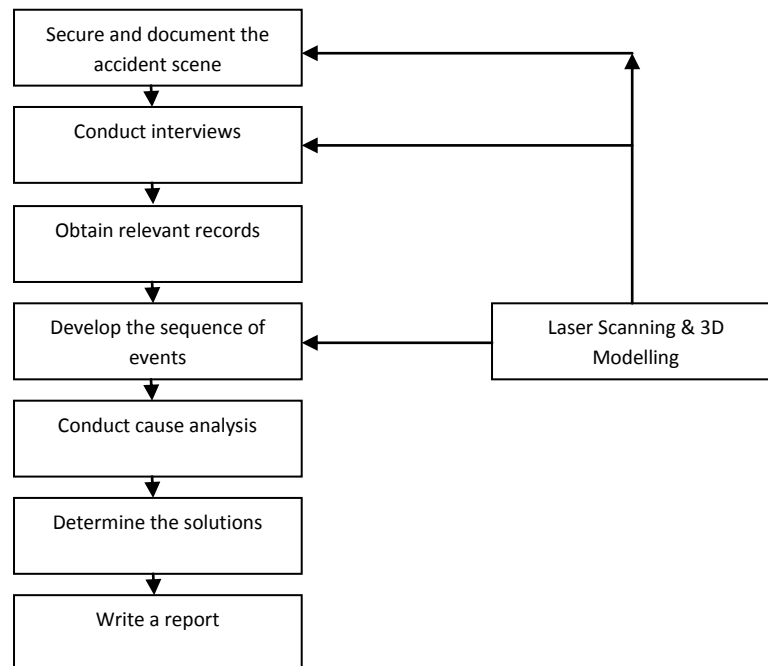 Secure and document the
accident scene
Conduct interviews
Obtain relevant records
Develop the sequence of
events
Laser Scanning & 3D
Modelling
Conduct cause analysis
Determine the solutions
Write a report